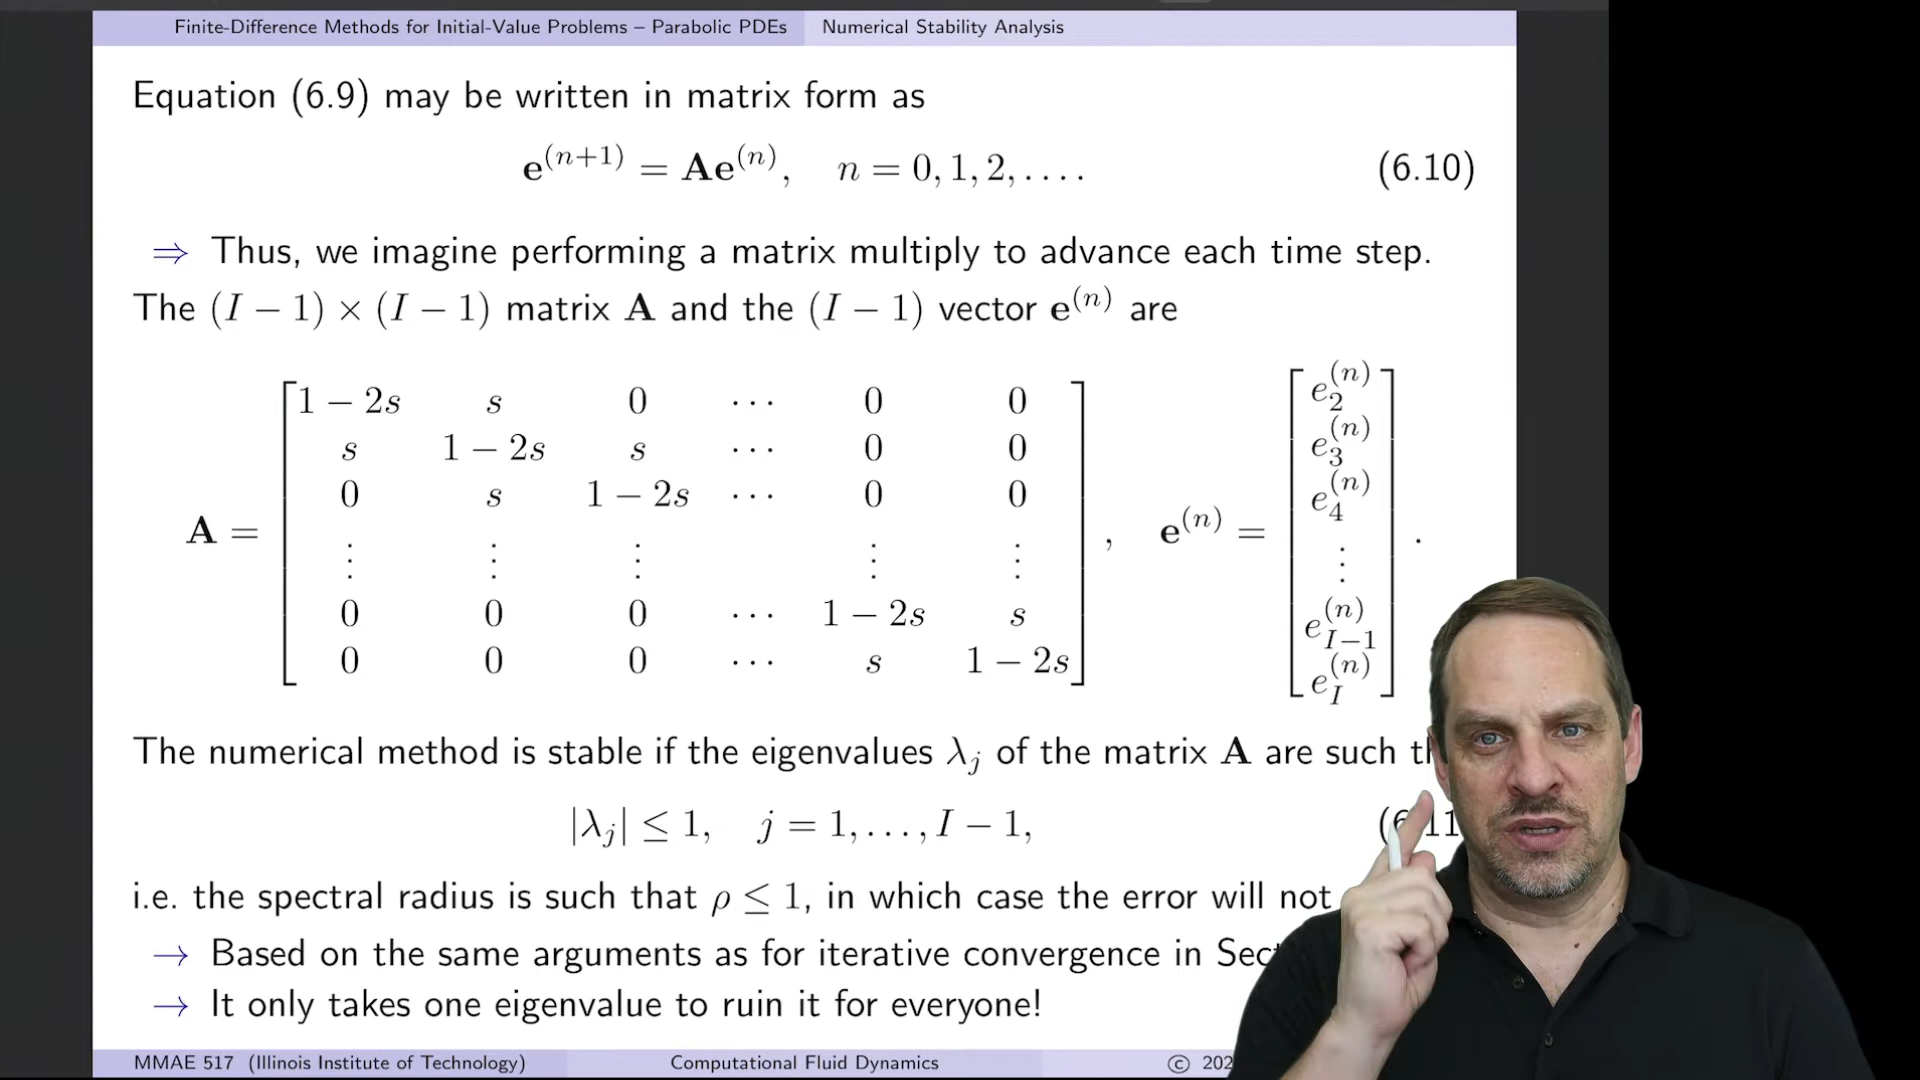 Finite-Difference Methods for Initial-Value Problems – Parabolic PDEs Numerical Stability Analysis
Equation (6.9) may be written in matrix form as
e^(n+1) = Ae^(n), n = 0, 1, 2, . . . . (6.10)
⇒ Thus, we imagine performing a matrix multiply to advance each time step.
The (I − 1) × (I − 1) matrix A and the (I − 1) vector e^(n) are
A = [1 − 2s s 0 ⋯ 0 0
s 1 − 2s s ⋯ 0 0
0 s 1 − 2s ⋯ 0 0
⋮ ⋮ ⋮ ⋮ ⋮
0 0 0 ⋯ 1 − 2s s
0 0 0 ⋯ s 1 − 2s] ,
e^(n) = [e_2^(n)
e_3^(n)
e_4^(n)
⋮
e_{I−1}^(n)
e_I^(n)] .
The numerical method is stable if the eigenvalues λ_j of the matrix A are such
|λ_j| ≤ 1, j = 1, . . . , I − 1,
i.e. the spectral radius is such that ρ ≤ 1, in which case the error will not
→ Based on the same arguments as for iterative convergence in
→ It only takes one eigenvalue to ruin it for everyone!
MMAE 517 (Illinois Institute of Technology) Computational Fluid Dynamics ©